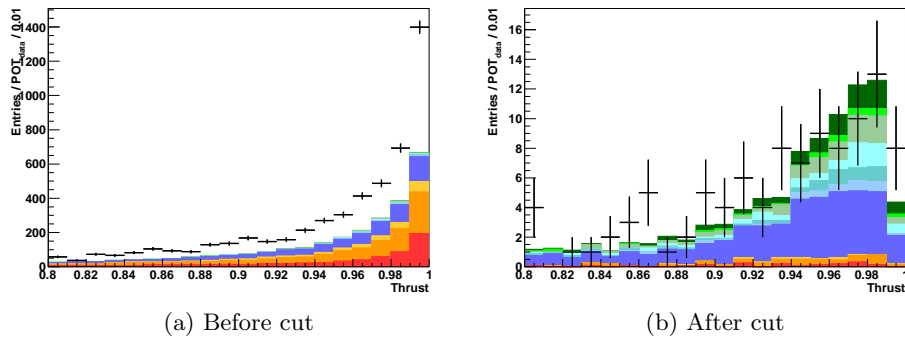 Entries / POT_data / 0.01
1400
1200
1000
800
600
400
200
0
0.8 0.82 0.84 0.86 0.88 0.9 0.92 0.94 0.96 0.98 1
Thrust
(a) Before cut
Entries / POT_data / 0.01
16
14
12
10
8
6
4
2
0
0.8 0.82 0.84 0.86 0.88 0.9 0.92 0.94 0.96 0.98 1
Thrust
(b) After cut